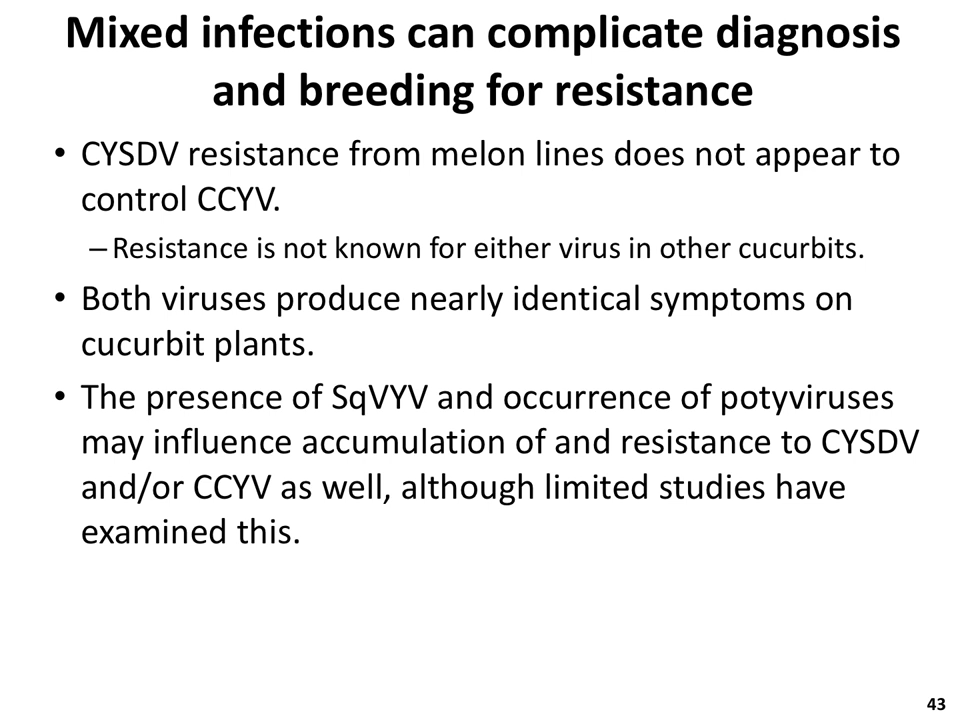 Mixed infections can complicate diagnosis
and breeding for resistance
• CYSDV resistance from melon lines does not appear to
control CCYV.
– Resistance is not known for either virus in other cucurbits.
• Both viruses produce nearly identical symptoms on
cucurbit plants.
• The presence of SqVYV and occurrence of potyviruses
may influence accumulation of and resistance to CYSDV
and/or CCYV as well, although limited studies have
examined this.
43